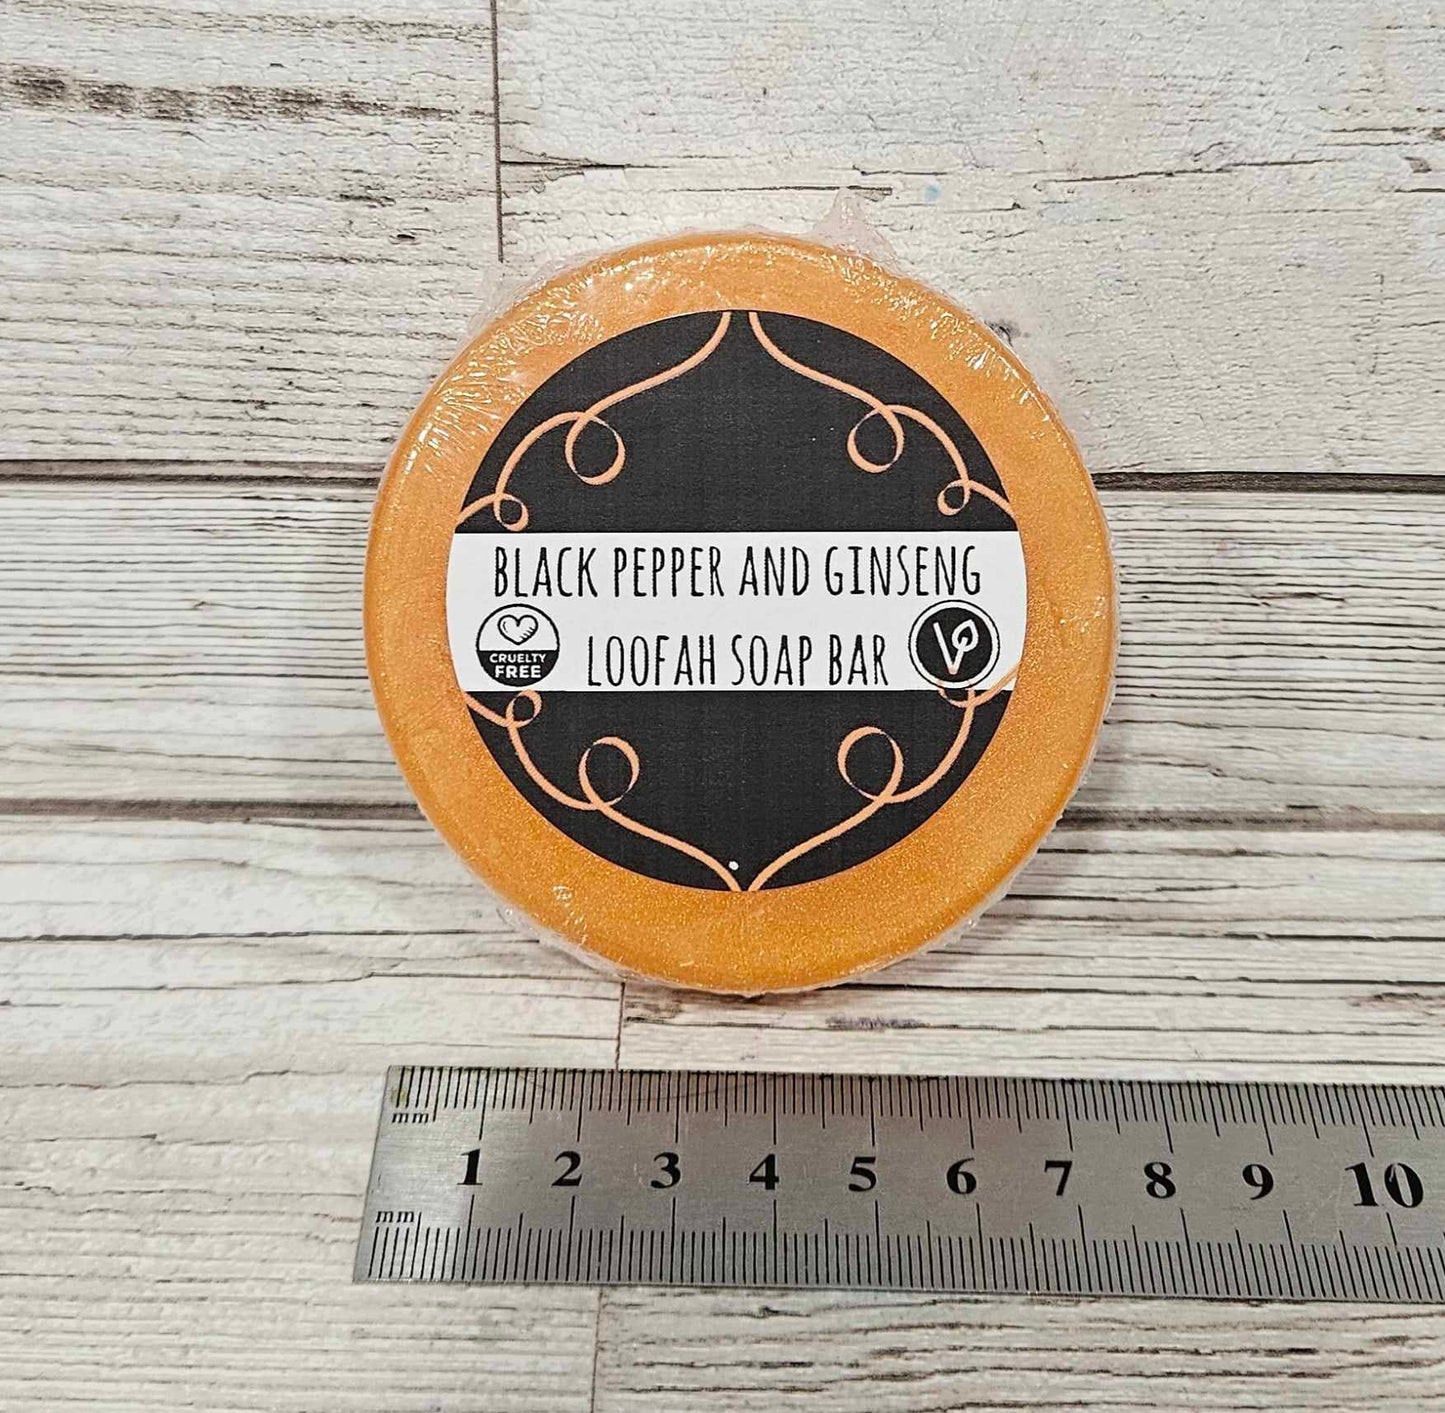 BLACK PEPPER AND GINSENG
CRUELTY
FREE
LOOFAH SOAP BAR
V
mm
1 2 3 4 5 6 7 8 9 10
mm